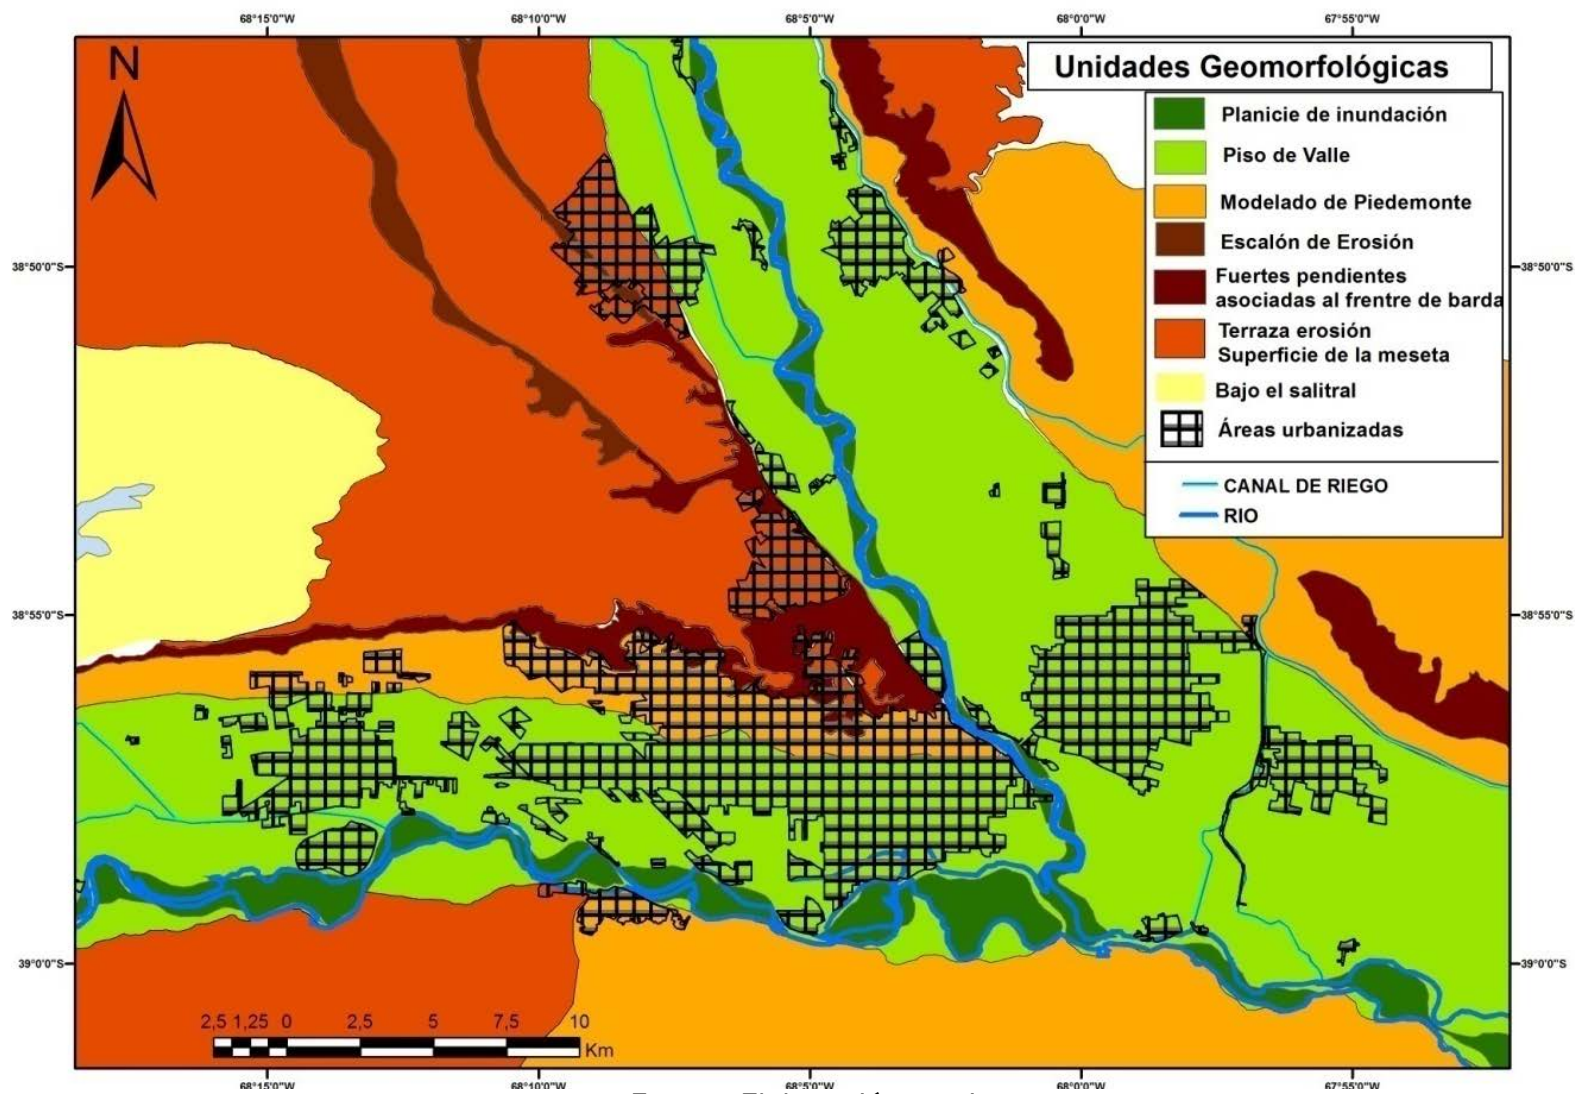 68°15'0"W 68°10'0"W 68°5'0"W 68°0'0"W 67°55'0"W
N
Unidades Geomorfológicas
Planicie de inundación
Piso de Valle
Modelado de Piedemonte
Escalón de Erosión
Fuertes pendientes
asociadas al frentre de barda
Terraza erosión
Superficie de la meseta
Bajo el salitral
Áreas urbanizadas
CANAL DE RIEGO
RIO
38°50'0"S 38°50'0"S
38°55'0"S 38°55'0"S
39°0'0"S 39°0'0"S
2,5 1,25 0 2,5 5 7,5 10
Km
68°15'0"W 68°10'0"W 68°5'0"W 68°0'0"W 67°55'0"W